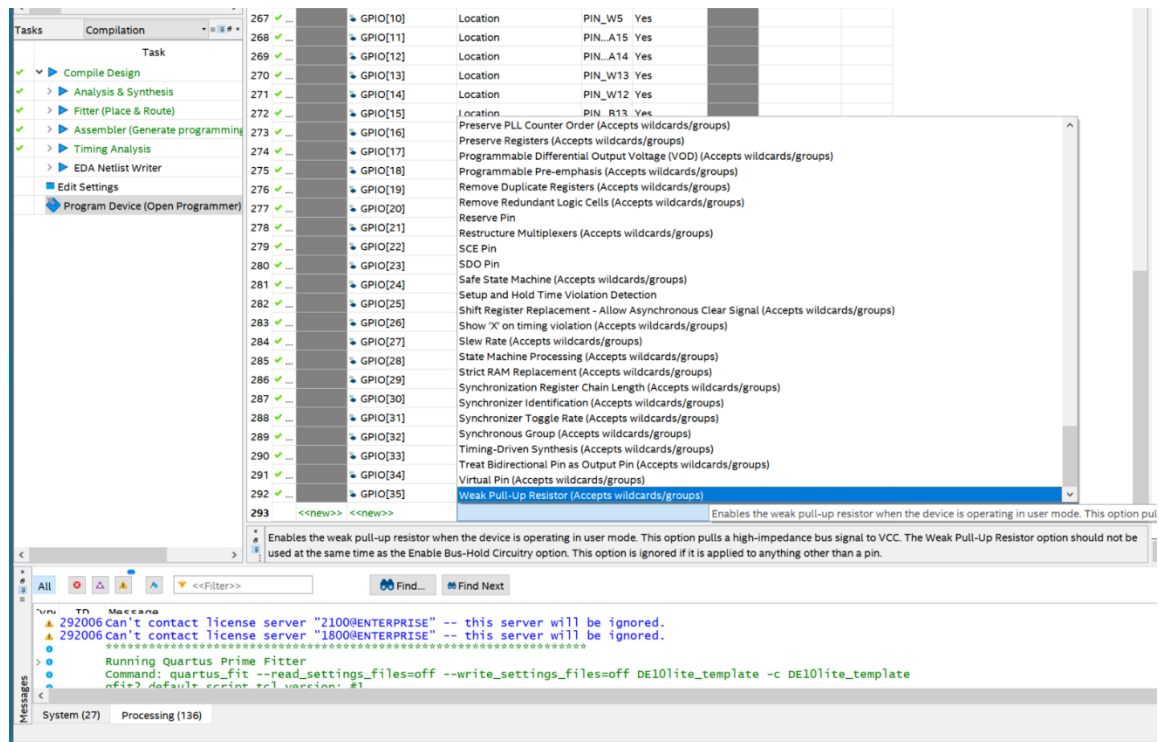 Tasks Compilation
Task
Compile Design
Analysis & Synthesis
Fitter (Place & Route)
Assembler (Generate programming
Timing Analysis
EDA Netlist Writer
Edit Settings
Program Device (Open Programmer)
267 ... GPIO[10] Location PIN_W5 Yes
268 ... GPIO[11] Location PIN...A15 Yes
269 ... GPIO[12] Location PIN...A14 Yes
270 ... GPIO[13] Location PIN_W13 Yes
271 ... GPIO[14] Location PIN_W12 Yes
272 ... GPIO[15] Location PIN_B13 Yes
273 ... GPIO[16]
274 ... GPIO[17]
275 ... GPIO[18]
276 ... GPIO[19]
277 ... GPIO[20]
278 ... GPIO[21]
279 ... GPIO[22]
280 ... GPIO[23]
281 ... GPIO[24]
282 ... GPIO[25]
283 ... GPIO[26]
284 ... GPIO[27]
285 ... GPIO[28]
286 ... GPIO[29]
287 ... GPIO[30]
288 ... GPIO[31]
289 ... GPIO[32]
290 ... GPIO[33]
291 ... GPIO[34]
292 ... GPIO[35]
293 <<new>> <<new>>
Preserve PLL Counter Order (Accepts wildcards/groups)
Preserve Registers (Accepts wildcards/groups)
Programmable Differential Output Voltage (VOD) (Accepts wildcards/groups)
Programmable Pre-emphasis (Accepts wildcards/groups)
Remove Duplicate Registers (Accepts wildcards/groups)
Remove Redundant Logic Cells (Accepts wildcards/groups)
Reserve Pin
Restructure Multiplexers (Accepts wildcards/groups)
SCE Pin
SDO Pin
Safe State Machine (Accepts wildcards/groups)
Setup and Hold Time Violation Detection
Shift Register Replacement - Allow Asynchronous Clear Signal (Accepts wildcards/groups)
Show 'X' on timing violation (Accepts wildcards/groups)
Slew Rate (Accepts wildcards/groups)
State Machine Processing (Accepts wildcards/groups)
Strict RAM Replacement (Accepts wildcards/groups)
Synchronization Register Chain Length (Accepts wildcards/groups)
Synchronizer Identification (Accepts wildcards/groups)
Synchronizer Toggle Rate (Accepts wildcards/groups)
Synchronous Group (Accepts wildcards/groups)
Timing-Driven Synthesis (Accepts wildcards/groups)
Treat Bidirectional Pin as Output Pin (Accepts wildcards/groups)
Virtual Pin (Accepts wildcards/groups)
Weak Pull-Up Resistor (Accepts wildcards/groups)
Enables the weak pull-up resistor when the device is operating in user mode. This option pul
Enables the weak pull-up resistor when the device is operating in user mode. This option pulls a high-impedance bus signal to VCC. The Weak Pull-Up Resistor option should not be
used at the same time as the Enable Bus-Hold Circuitry option. This option is ignored if it is applied to anything other than a pin.
All <<Filter>> Find... Find Next
Type ID Message
292006 Can't contact license server "2100@ENTERPRISE" -- this server will be ignored.
292006 Can't contact license server "1800@ENTERPRISE" -- this server will be ignored.
*******************************************************************
Running Quartus Prime Fitter
Command: quartus_fit --read_settings_files=off --write_settings_files=off DE10lite_template -c DE10lite_template
qfit2_default_script.tcl version: #1
Messages
System (27) Processing (136)